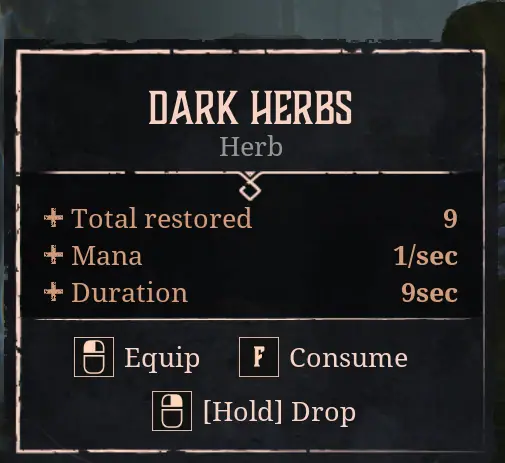 DARK HERBS
Herb
Total restored 9
Mana 1/sec
Duration 9sec
Equip F Consume
[Hold] Drop